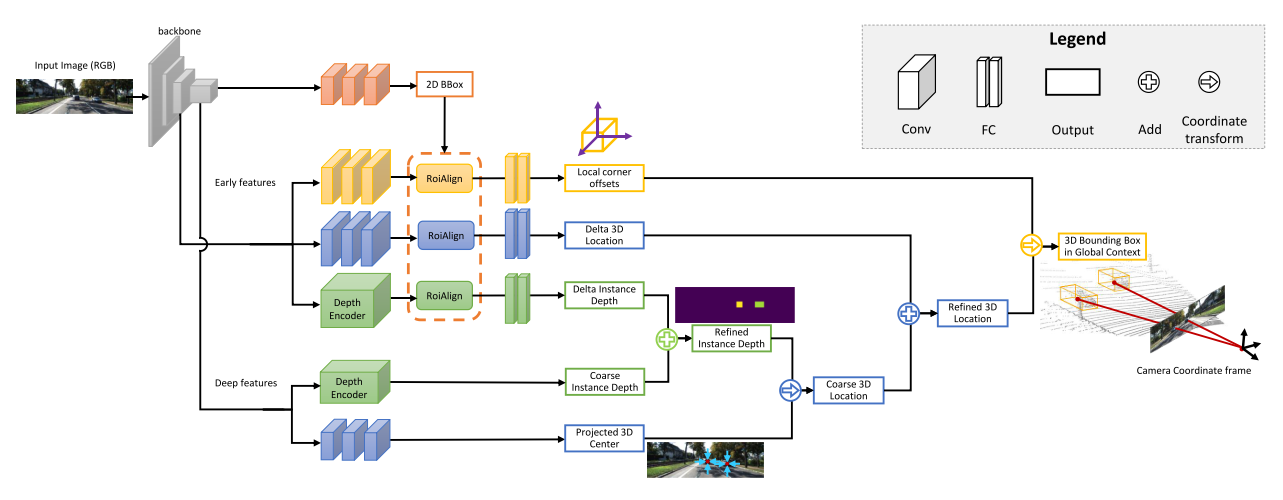 backbone
Input Image (RGB)
2D BBox
Early features
RoiAlign
Local corner
offsets
RoiAlign
Delta 3D
Location
Depth
Encoder
RoiAlign
Delta Instance
Depth
Refined
Instance Depth
Deep features
Depth
Encoder
Coarse
Instance Depth
Coarse 3D
Location
Projected 3D
Center
Refined 3D
Location
3D Bounding Box
in Global Context
Camera Coordinate frame
Legend
Conv
FC
Output
Add
Coordinate
transform